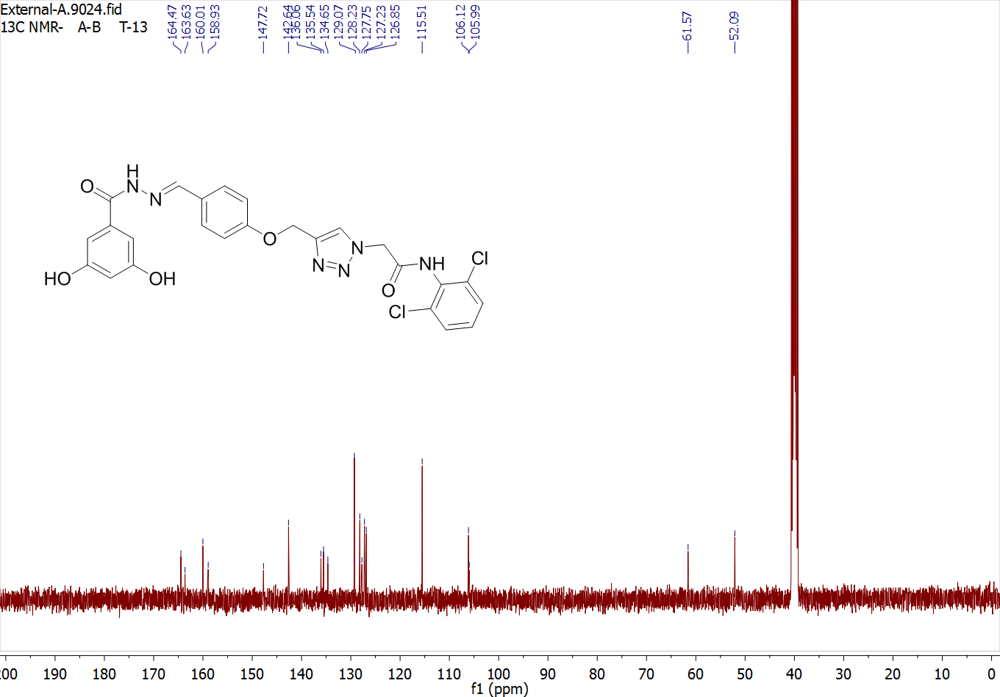 External-A.9024.fid
13C NMR- A-B T-13
164.47
163.63
160.01
158.93
147.72
142.64
136.06
135.54
134.65
129.07
128.23
127.75
127.23
126.85
115.51
106.12
105.99
61.57
52.09
H
O
N
N
O
HO
OH
N
N
N
NH
O
Cl
Cl
200 190 180 170 160 150 140 130 120 110 100 90 80 70 60 50 40 30 20 10 0
f1 (ppm)